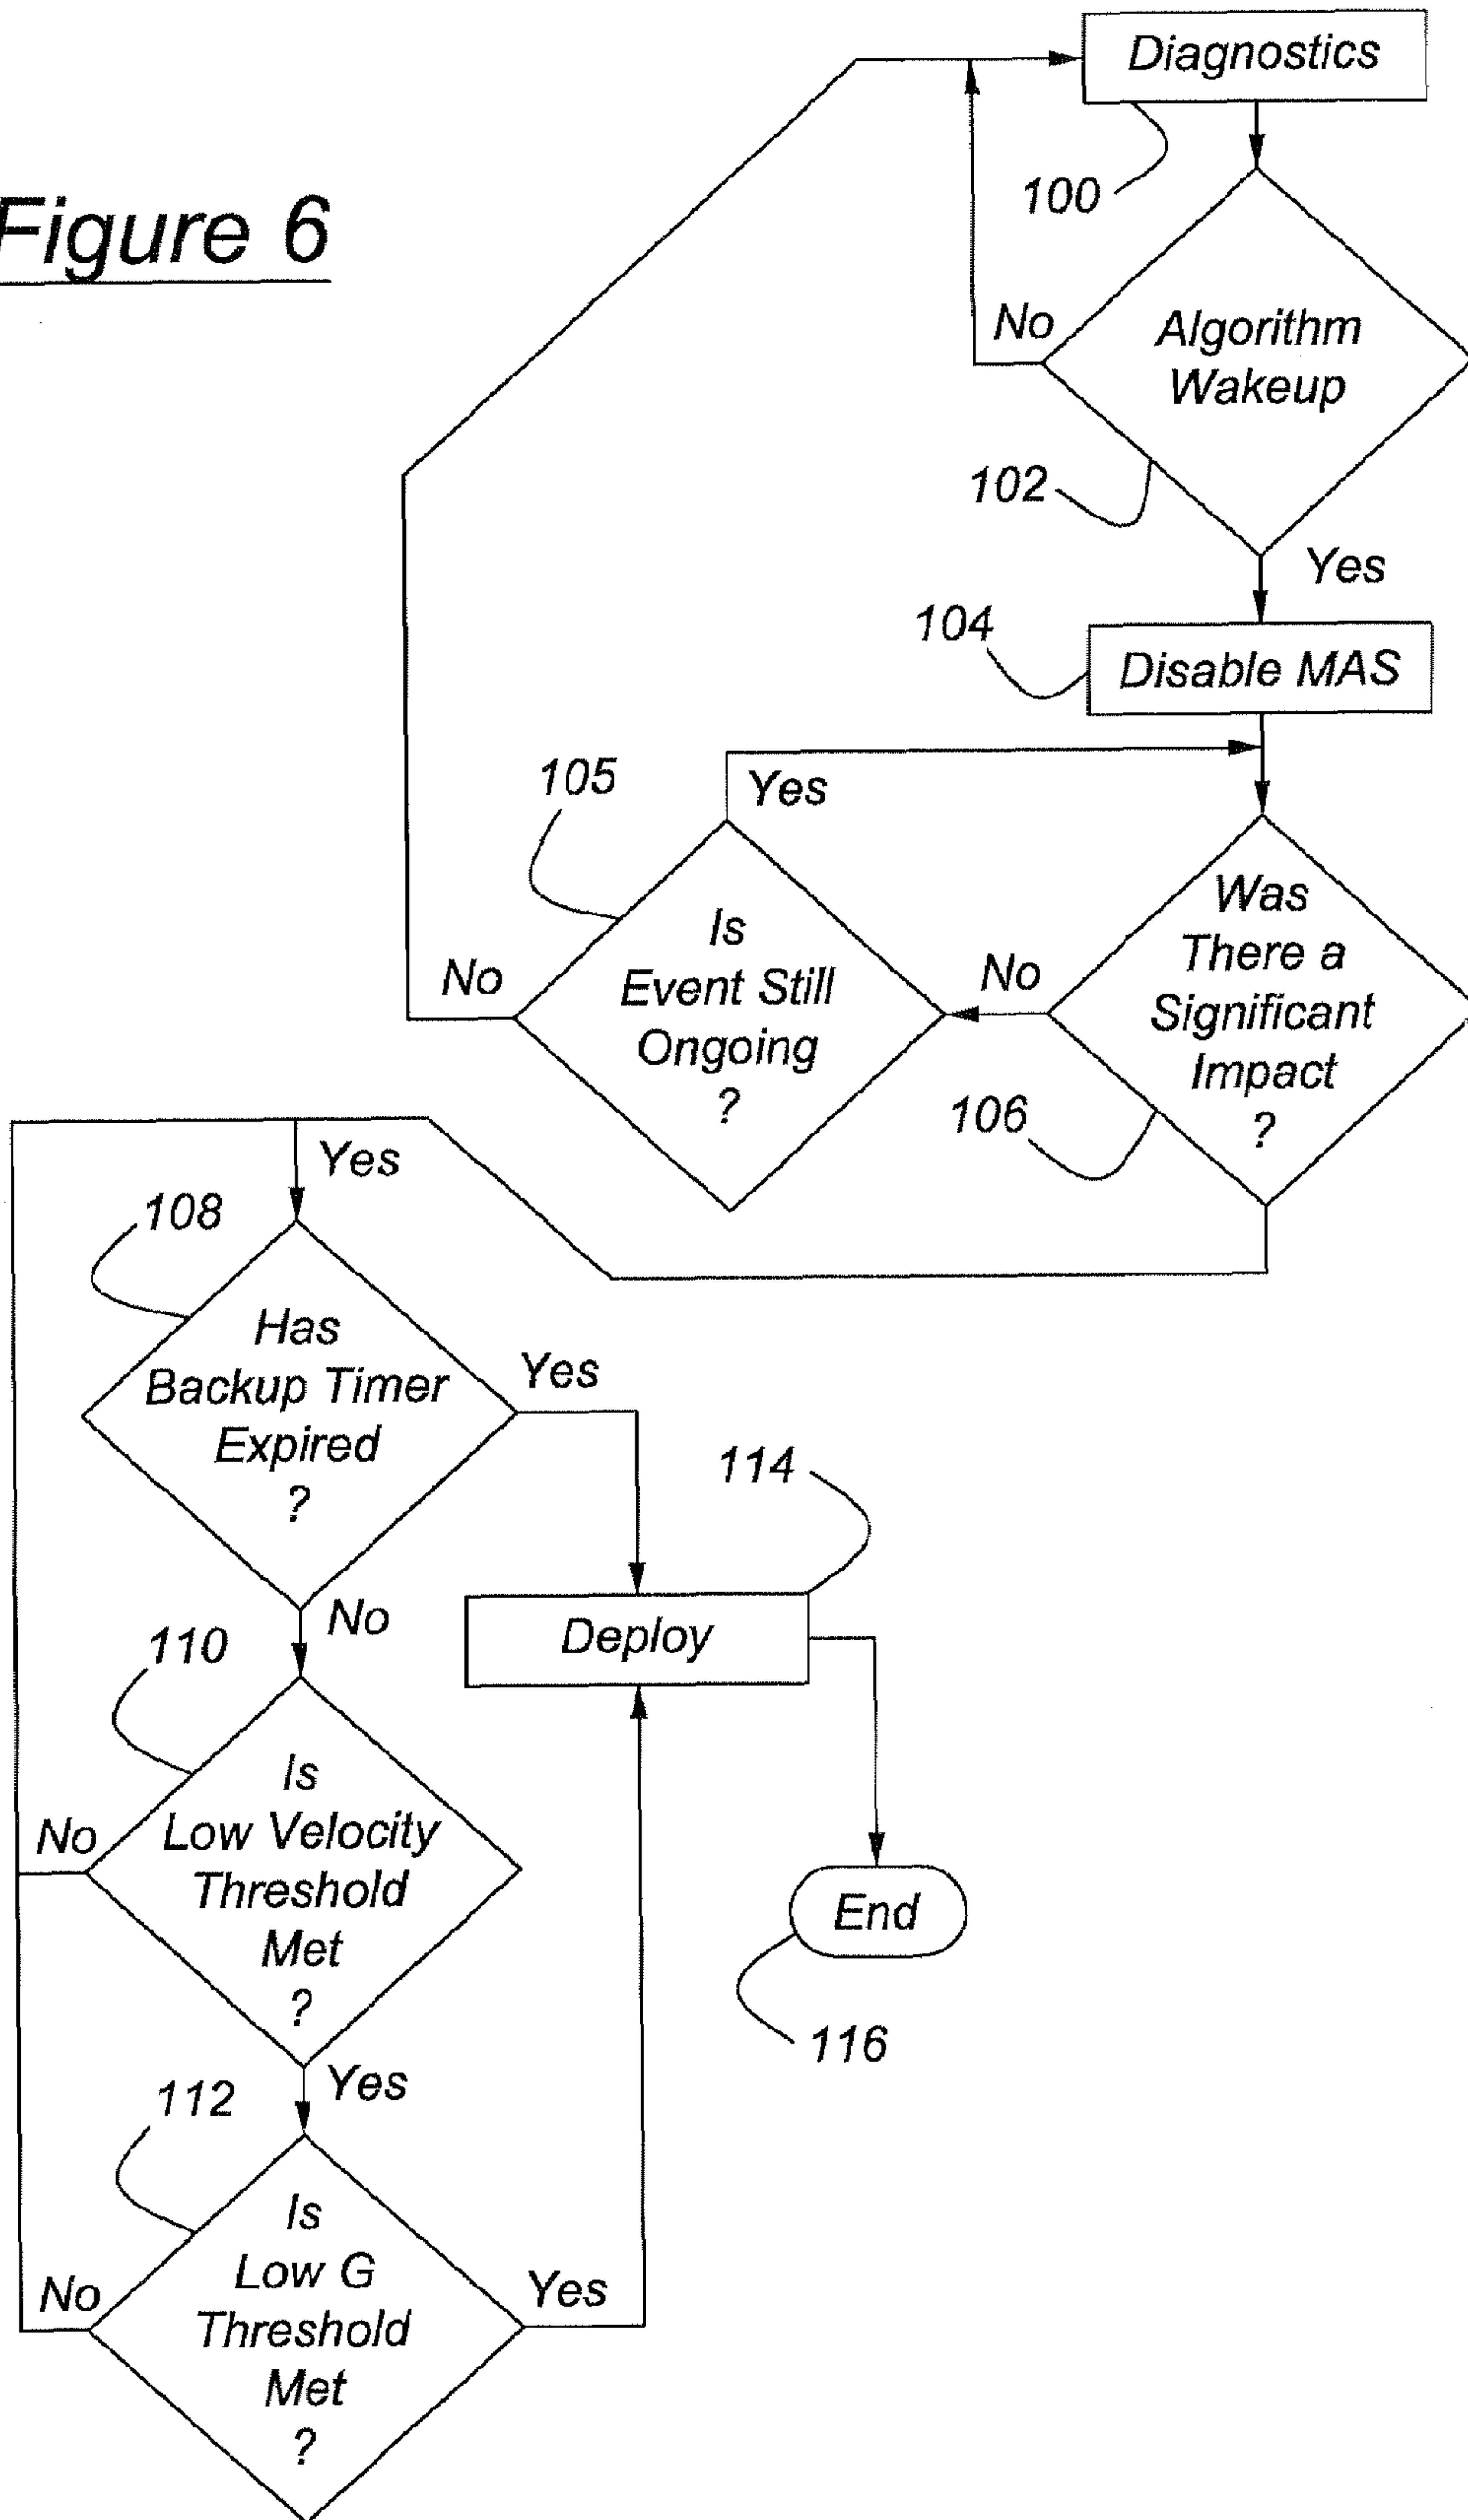 Figure 6
Diagnostics
100
No
Algorithm
Wakeup
102
Yes
104
Disable MAS
105
Yes
Is
Event Still
Ongoing
?
No
No
Was
There a
Significant
Impact
?
106
Yes
108
Has
Backup Timer
Expired
?
Yes
114
No
Deploy
110
Is
Low Velocity
Threshold
Met
?
No
End
116
Yes
112
Is
Low G
Threshold
Met
?
No
Yes